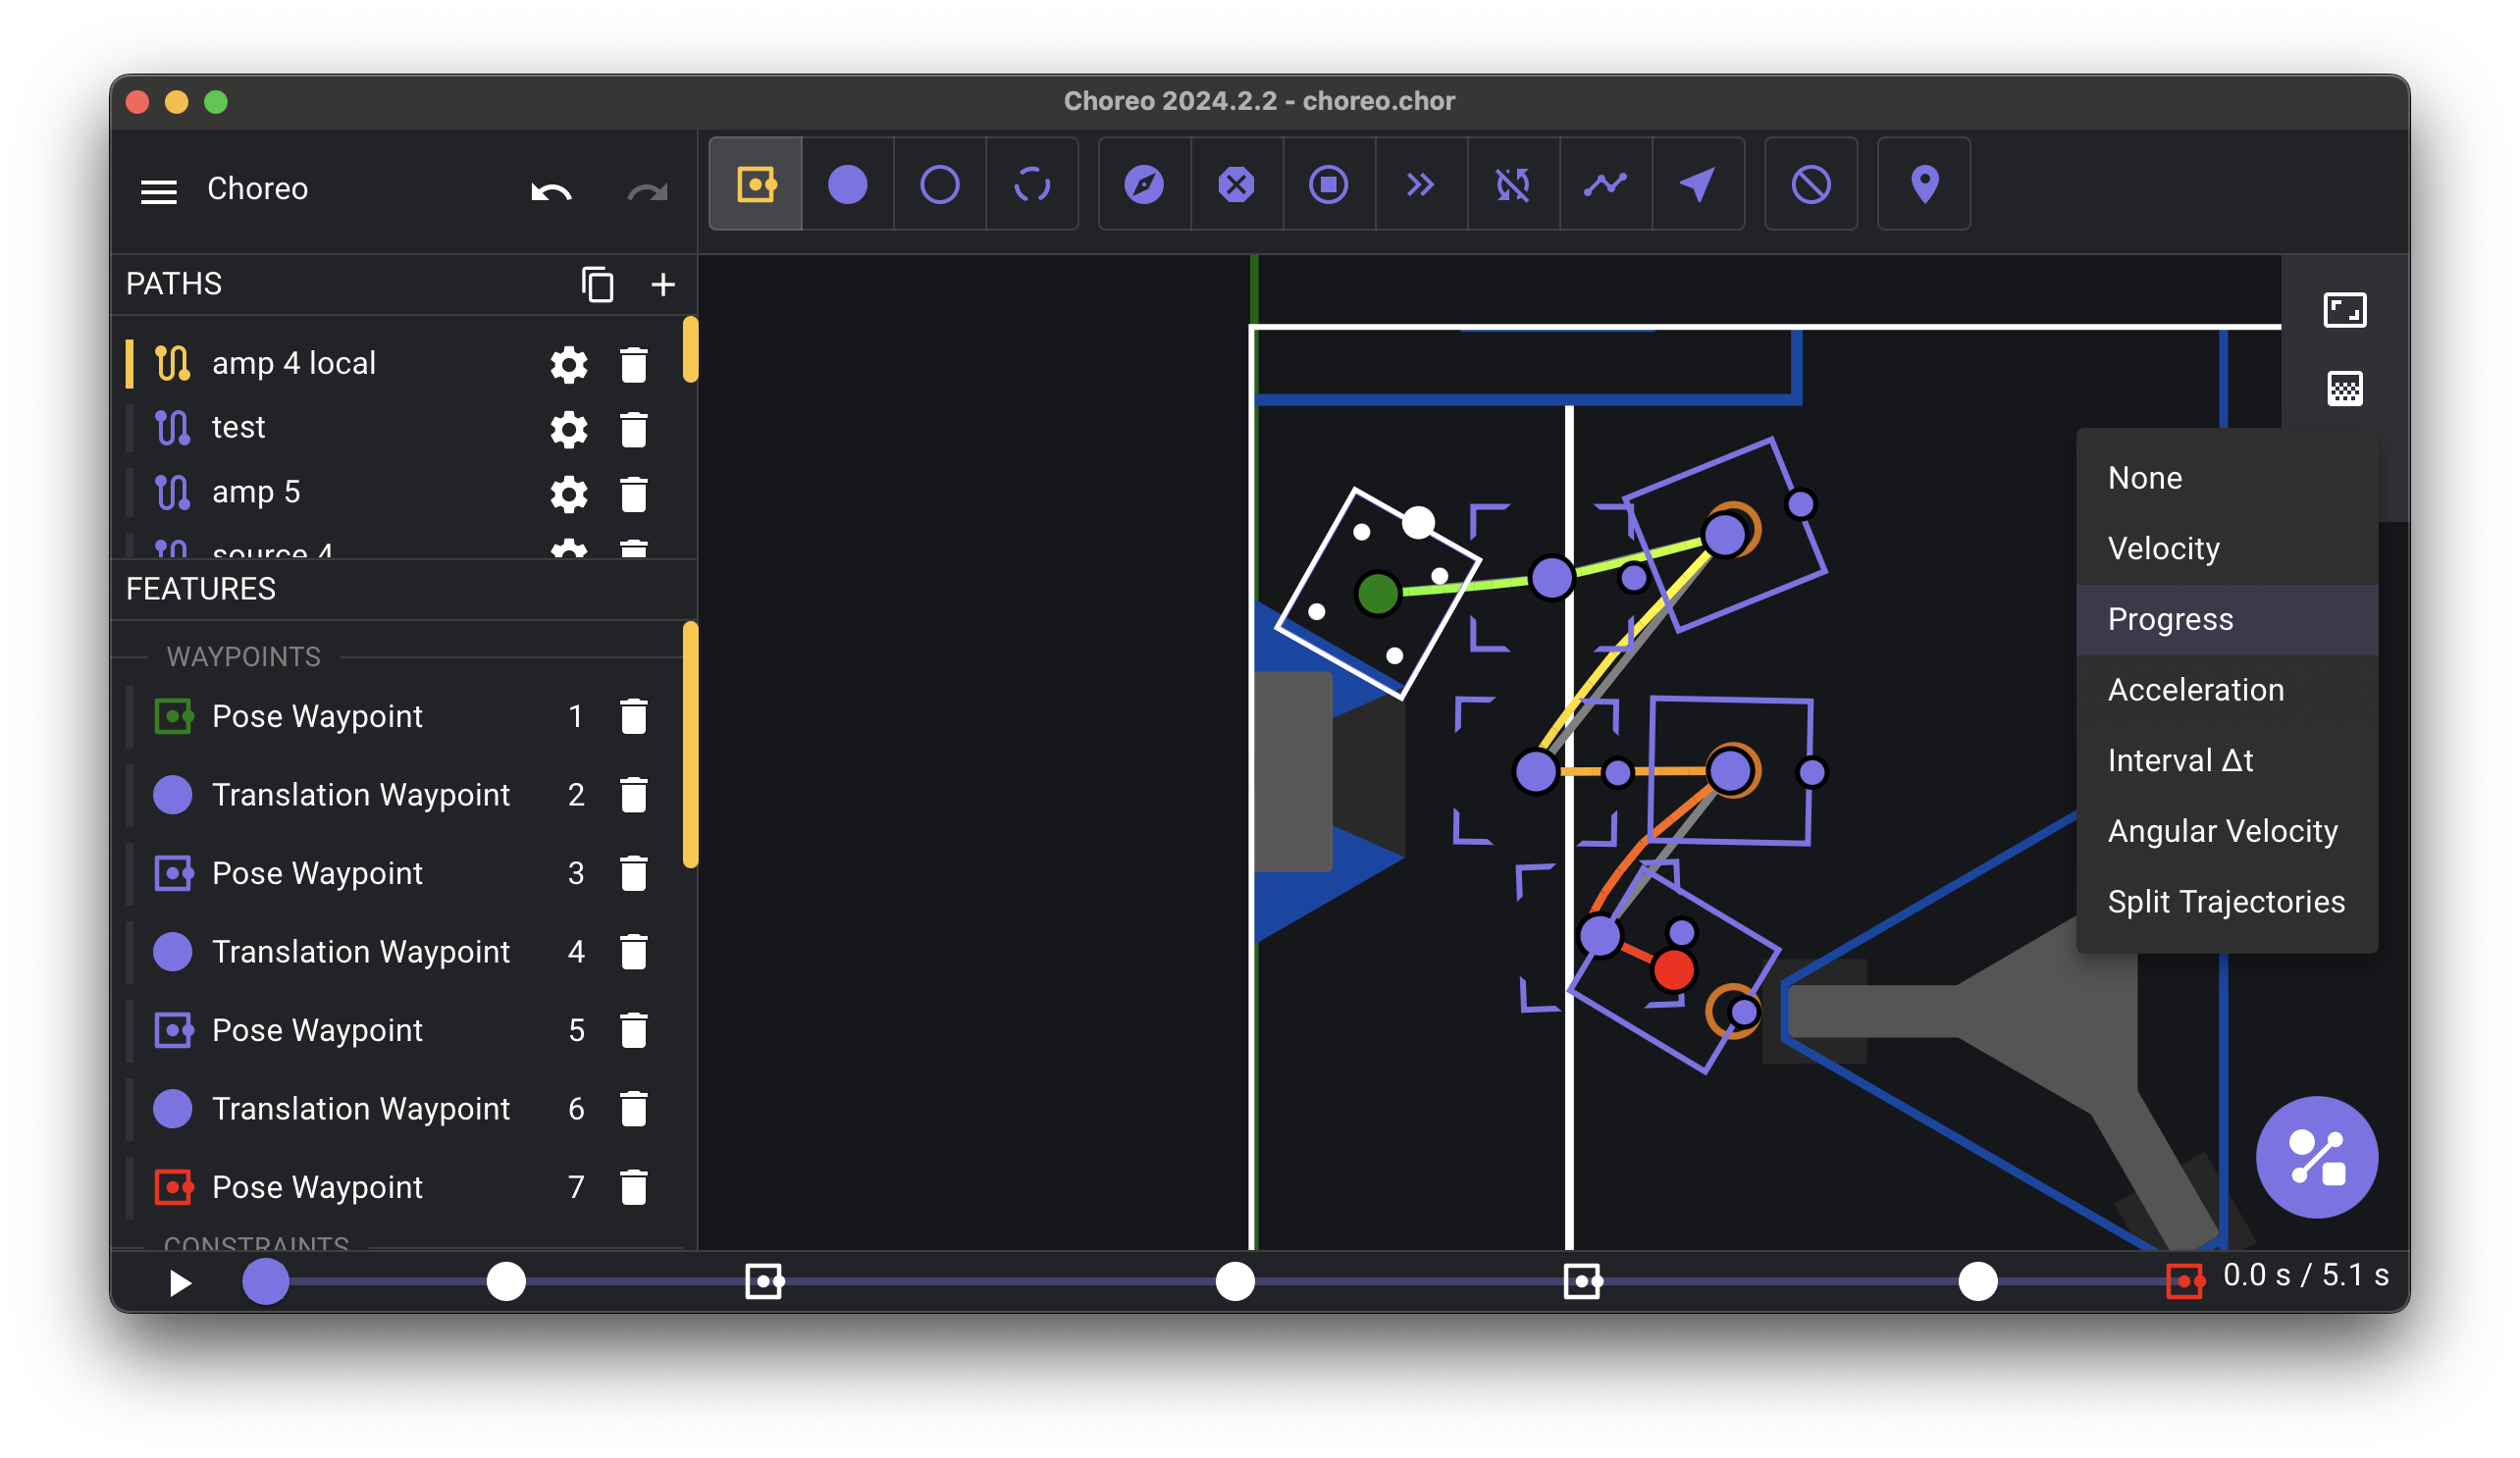 Choreo 2024.2.2 - choreo.chor
Choreo
PATHS
amp 4 local
test
amp 5
source 4
FEATURES
WAYPOINTS
Pose Waypoint 1
Translation Waypoint 2
Pose Waypoint 3
Translation Waypoint 4
Pose Waypoint 5
Translation Waypoint 6
Pose Waypoint 7
CONSTRAINTS
None
Velocity
Progress
Acceleration
Interval Δt
Angular Velocity
Split Trajectories
0.0 s / 5.1 s